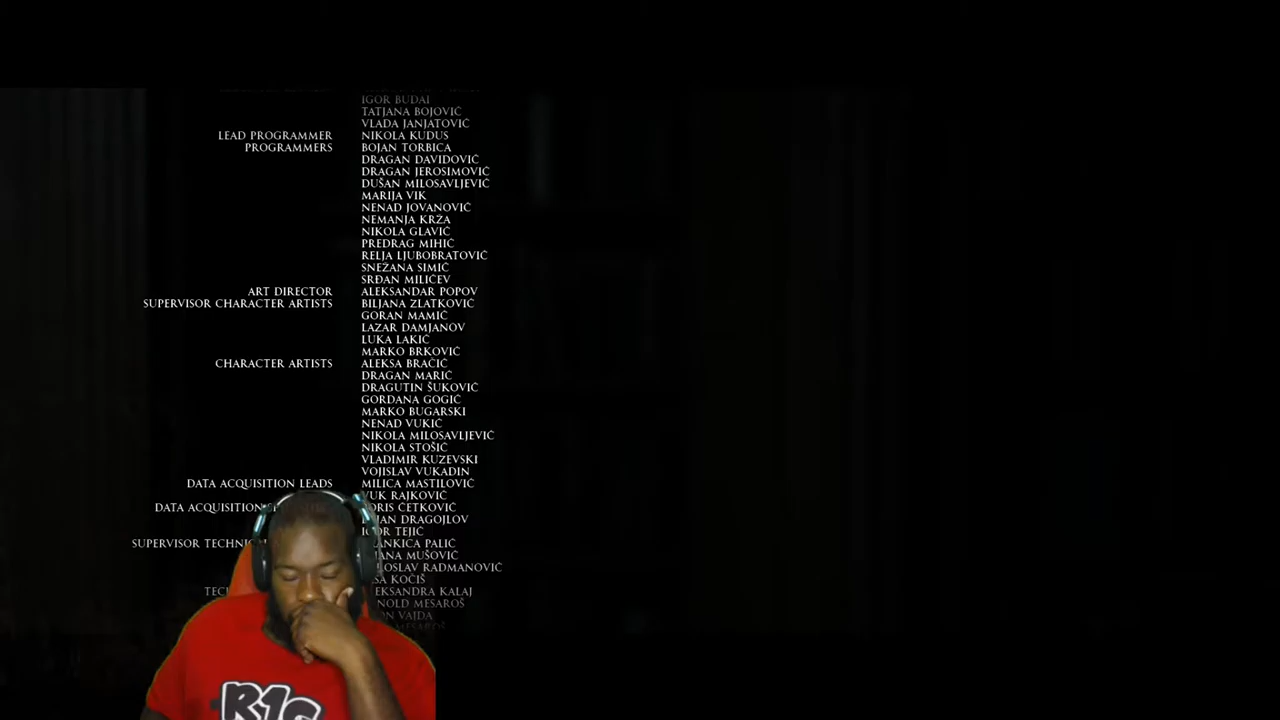 IGOR BUDAI
TATJANA BOJOVIĆ
VLADA JANJATOVIĆ
LEAD PROGRAMMER NIKOLA KUDUS
PROGRAMMERS BOJAN TORBICA
DRAGAN DAVIDOVIĆ
DRAGAN JEROSIMOVIĆ
DUŠAN MILOSAVLJEVIĆ
MARIJA VIK
NENAD JOVANOVIĆ
NEMANJA KRŽA
NIKOLA GLAVIĆ
PREDRAG MIHIĆ
RELJA LJUBOBRATOVIĆ
SNEŽANA SIMIĆ
SRĐAN MILIĆEV
ART DIRECTOR ALEKSANDAR POPOV
SUPERVISOR CHARACTER ARTISTS BILJANA ZLATKOVIĆ
GORAN MAMIĆ
LAZAR DAMJANOV
LUKA LAKIĆ
MARKO BRKOVIĆ
CHARACTER ARTISTS ALEKSA BRAČIĆ
DRAGAN MARIĆ
DRAGUTIN ŠUKOVIĆ
GORDANA GOGIĆ
MARKO BUGARSKI
NENAD VUKIĆ
NIKOLA MILOSAVLJEVIĆ
NIKOLA STOŠIĆ
VLADIMIR KUZEVSKI
VOJISLAV VUKADIN
DATA ACQUISITION LEADS MILICA MASTILOVIĆ
VUK RAJKOVIĆ
DATA ACQUISITION ČETKOVIĆ
DRAGOJLOV
TEJIĆ
SUPERVISOR PALIĆ
MUŠOVIĆ
RADMANOVIĆ
KOČIŠ
KALAJ
MESAROŠ
VAJDA
R1G